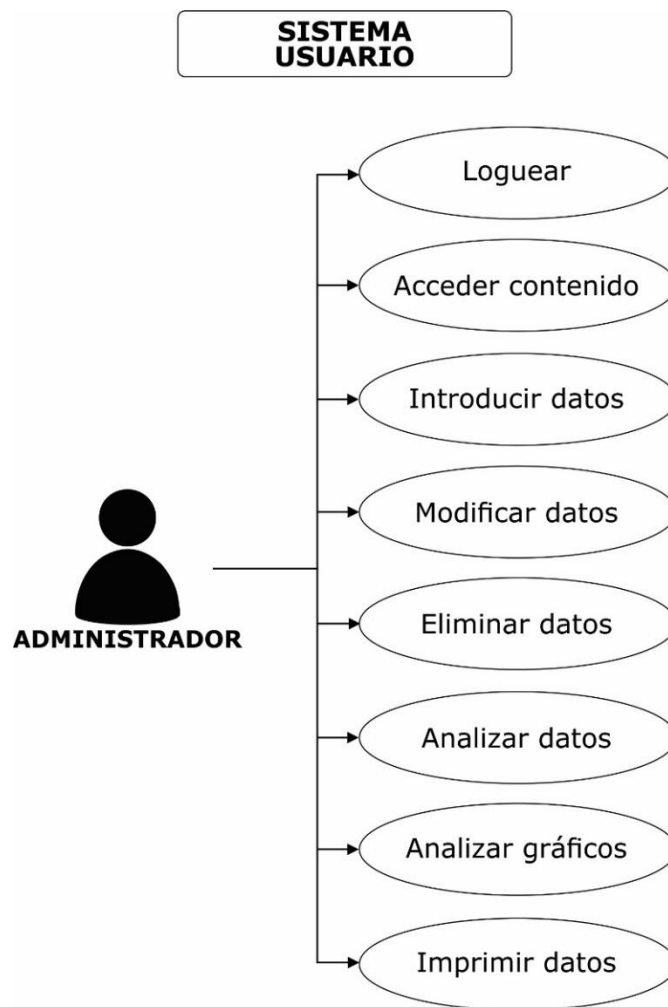 SISTEMA
USUARIO
Loguear
Acceder contenido
Introducir datos
Modificar datos
ADMINISTRADOR
Eliminar datos
Analizar datos
Analizar gráficos
Imprimir datos